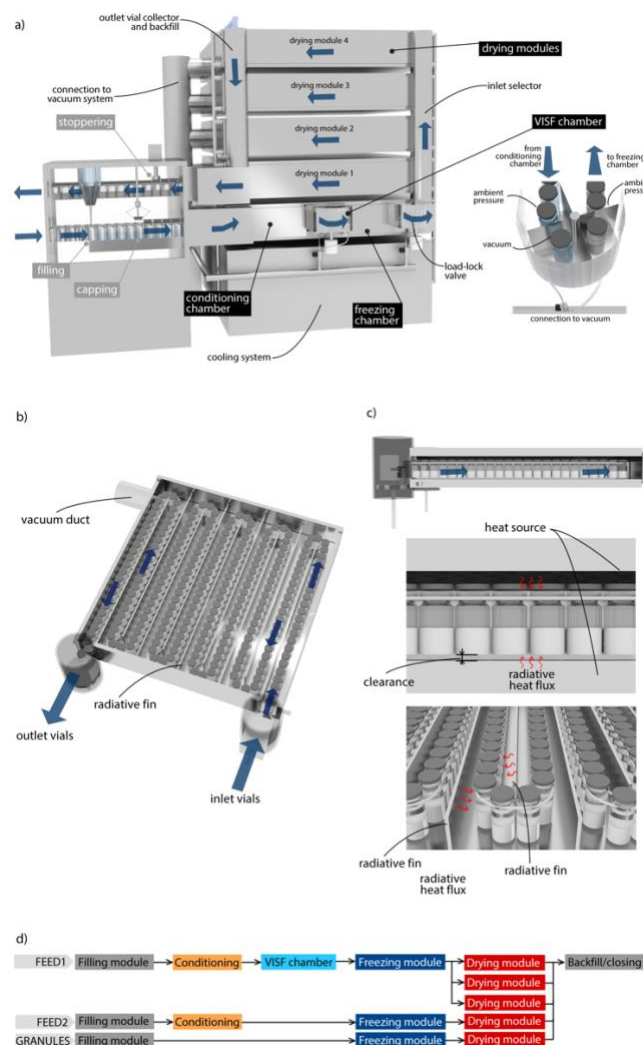 a)
outlet vial collector
and backfill
connection to
vacuum system
stoppering
drying module 4
drying module 3
drying module 2
drying module 1
drying modules
inlet selector
VISF chamber
filling
capping
conditioning
chamber
freezing
chamber
load-lock
valve
cooling system
from
conditioning
chamber
to freezing
chamber
ambient
pressure
ambient
pressure
vacuum
connection to vacuum
b)
vacuum duct
radiative fin
outlet vials
inlet vials
c)
heat source
clearance
radiative
heat flux
radiative fin
radiative fin
radiative
heat flux
d)
FEED1 Filling module Conditioning VISF chamber Freezing module Drying module Backfill/closing
Drying module
Drying module
FEED2 Filling module Conditioning Freezing module Drying module
GRANULES Filling module Freezing module Drying module